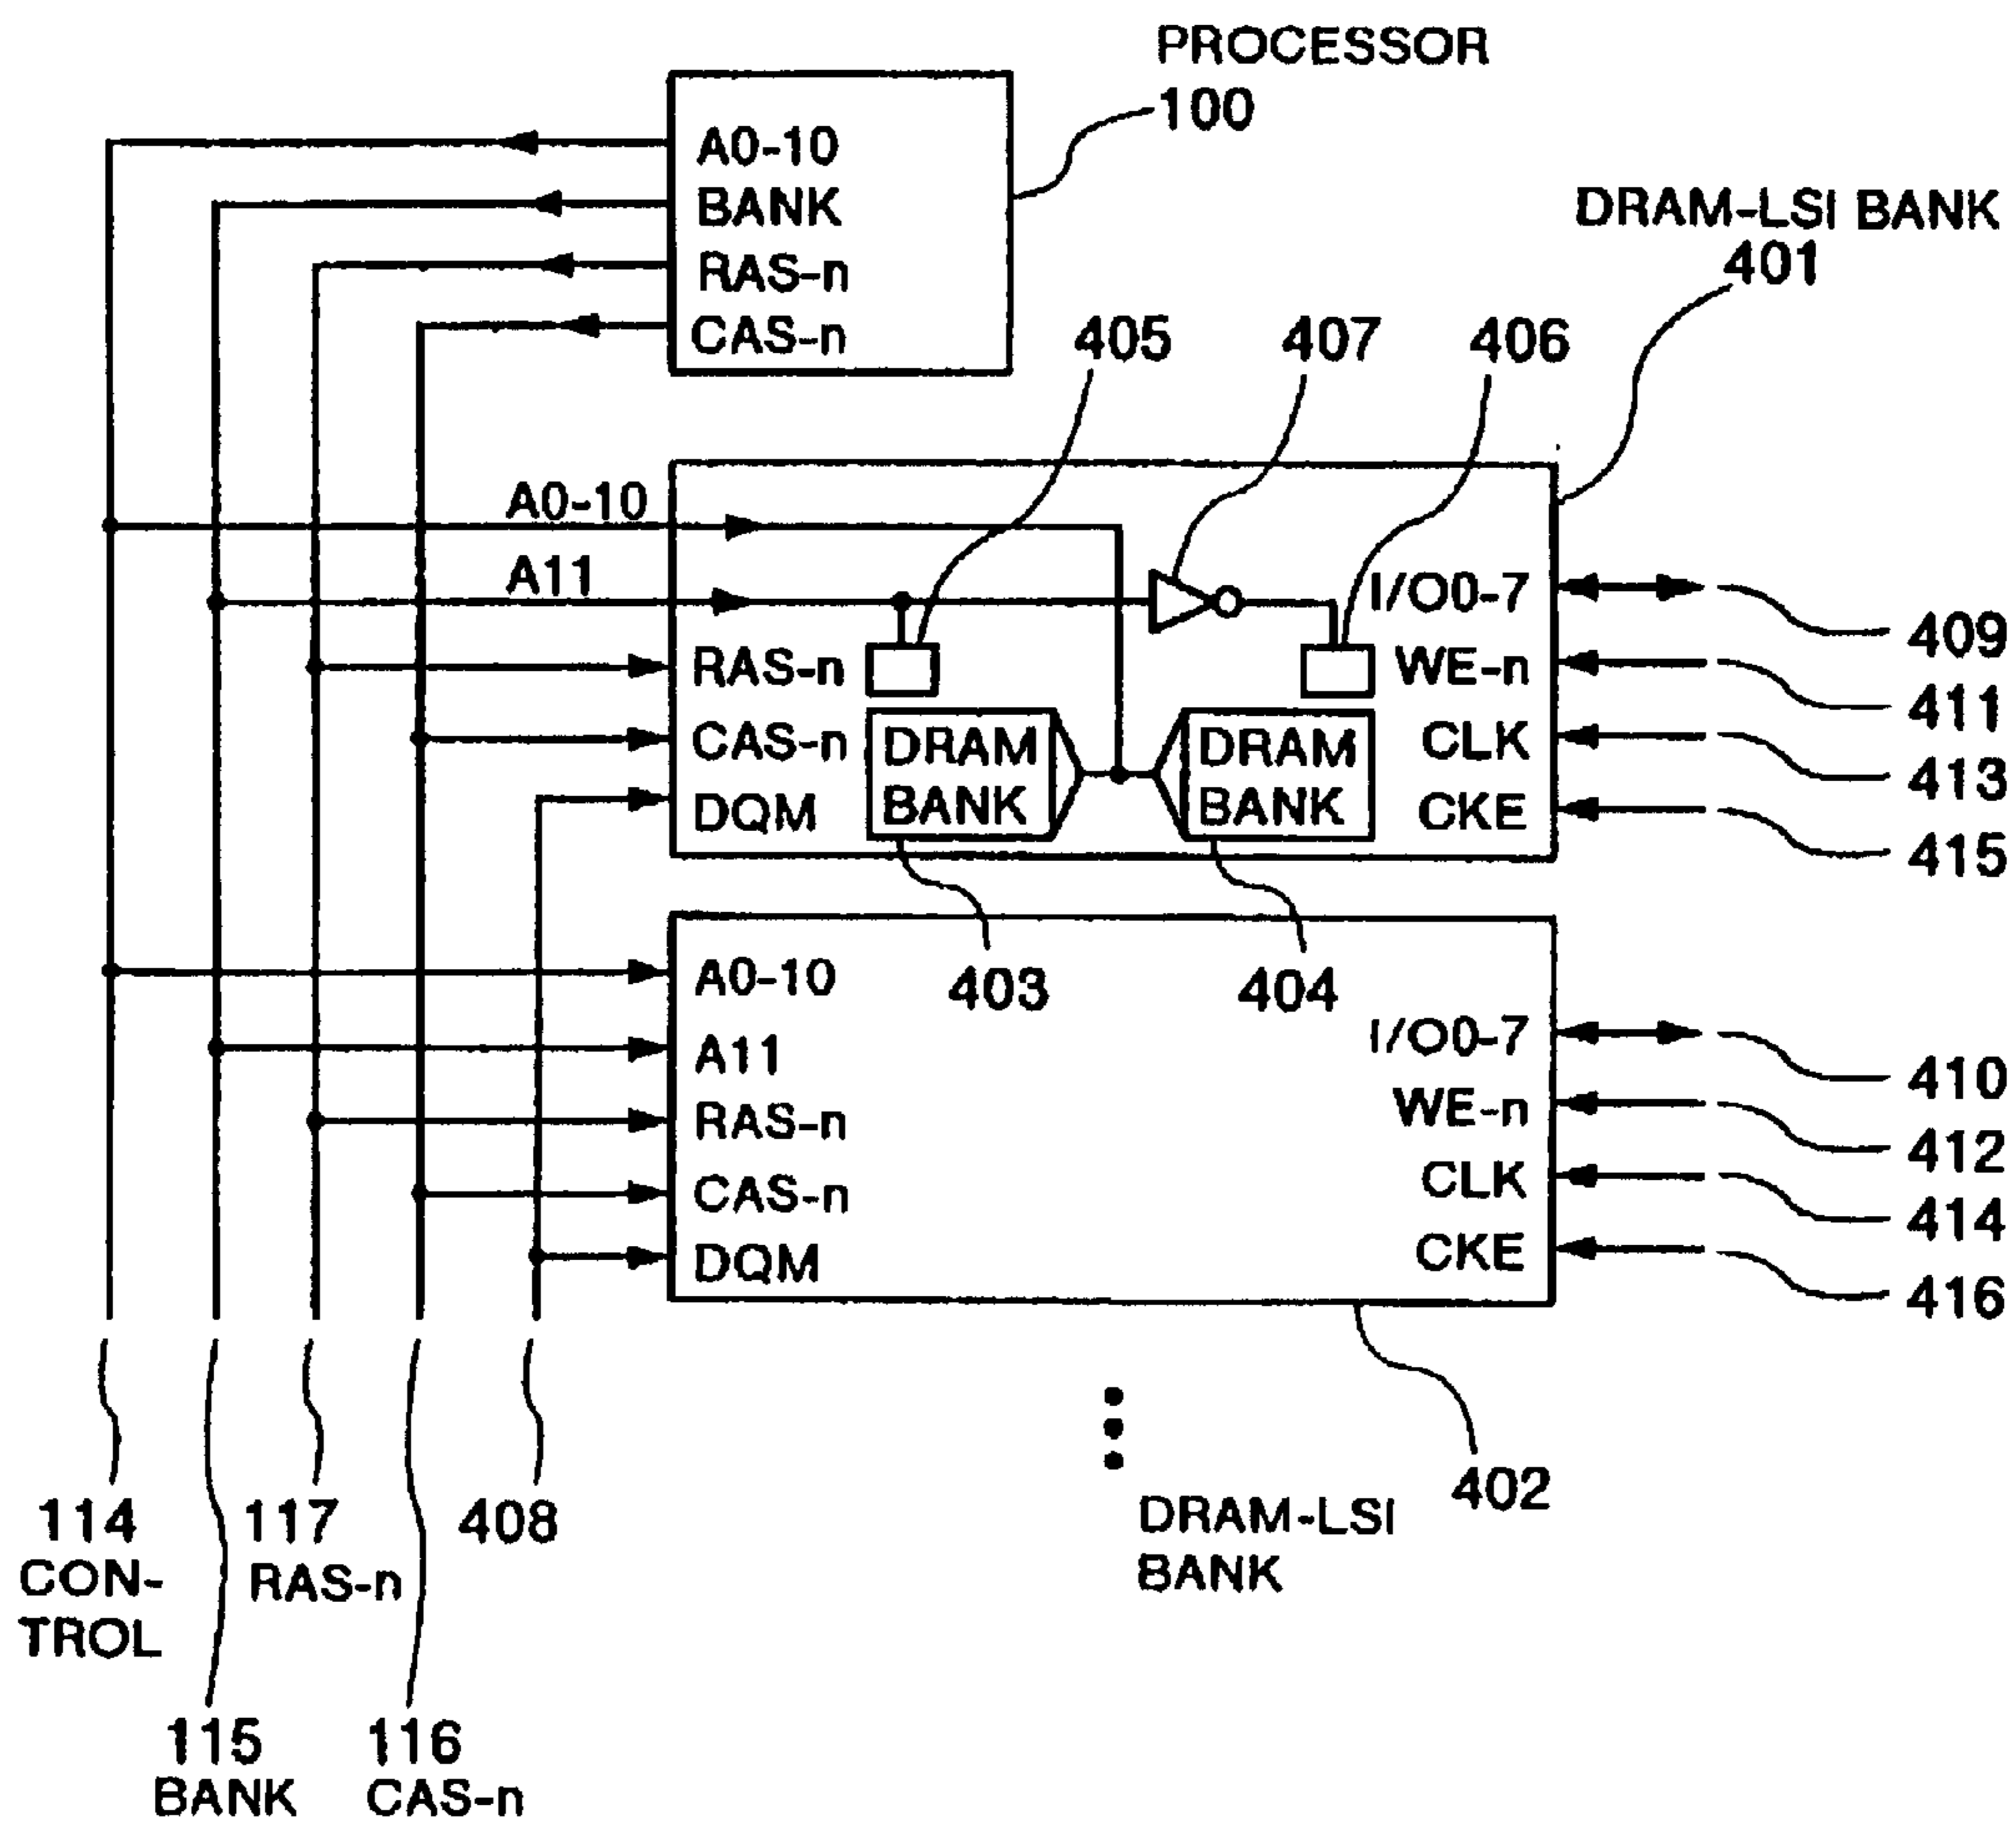 PROCESSOR
100
A0-10
BANK
RAS-n
CAS-n
DRAM-LSI BANK
401
405
407
406
A0-10
A11
RAS-n
CAS-n
DQM
DRAM
BANK
DRAM
BANK
I/O0-7
WE-n
CLK
CKE
409
411
413
415
403
404
A0-10
A11
RAS-n
CAS-n
DQM
I/O0-7
WE-n
CLK
CKE
410
412
414
416
402
DRAM-LSI
BANK
114
CON-
TROL
117
RAS-n
408
115
BANK
116
CAS-n